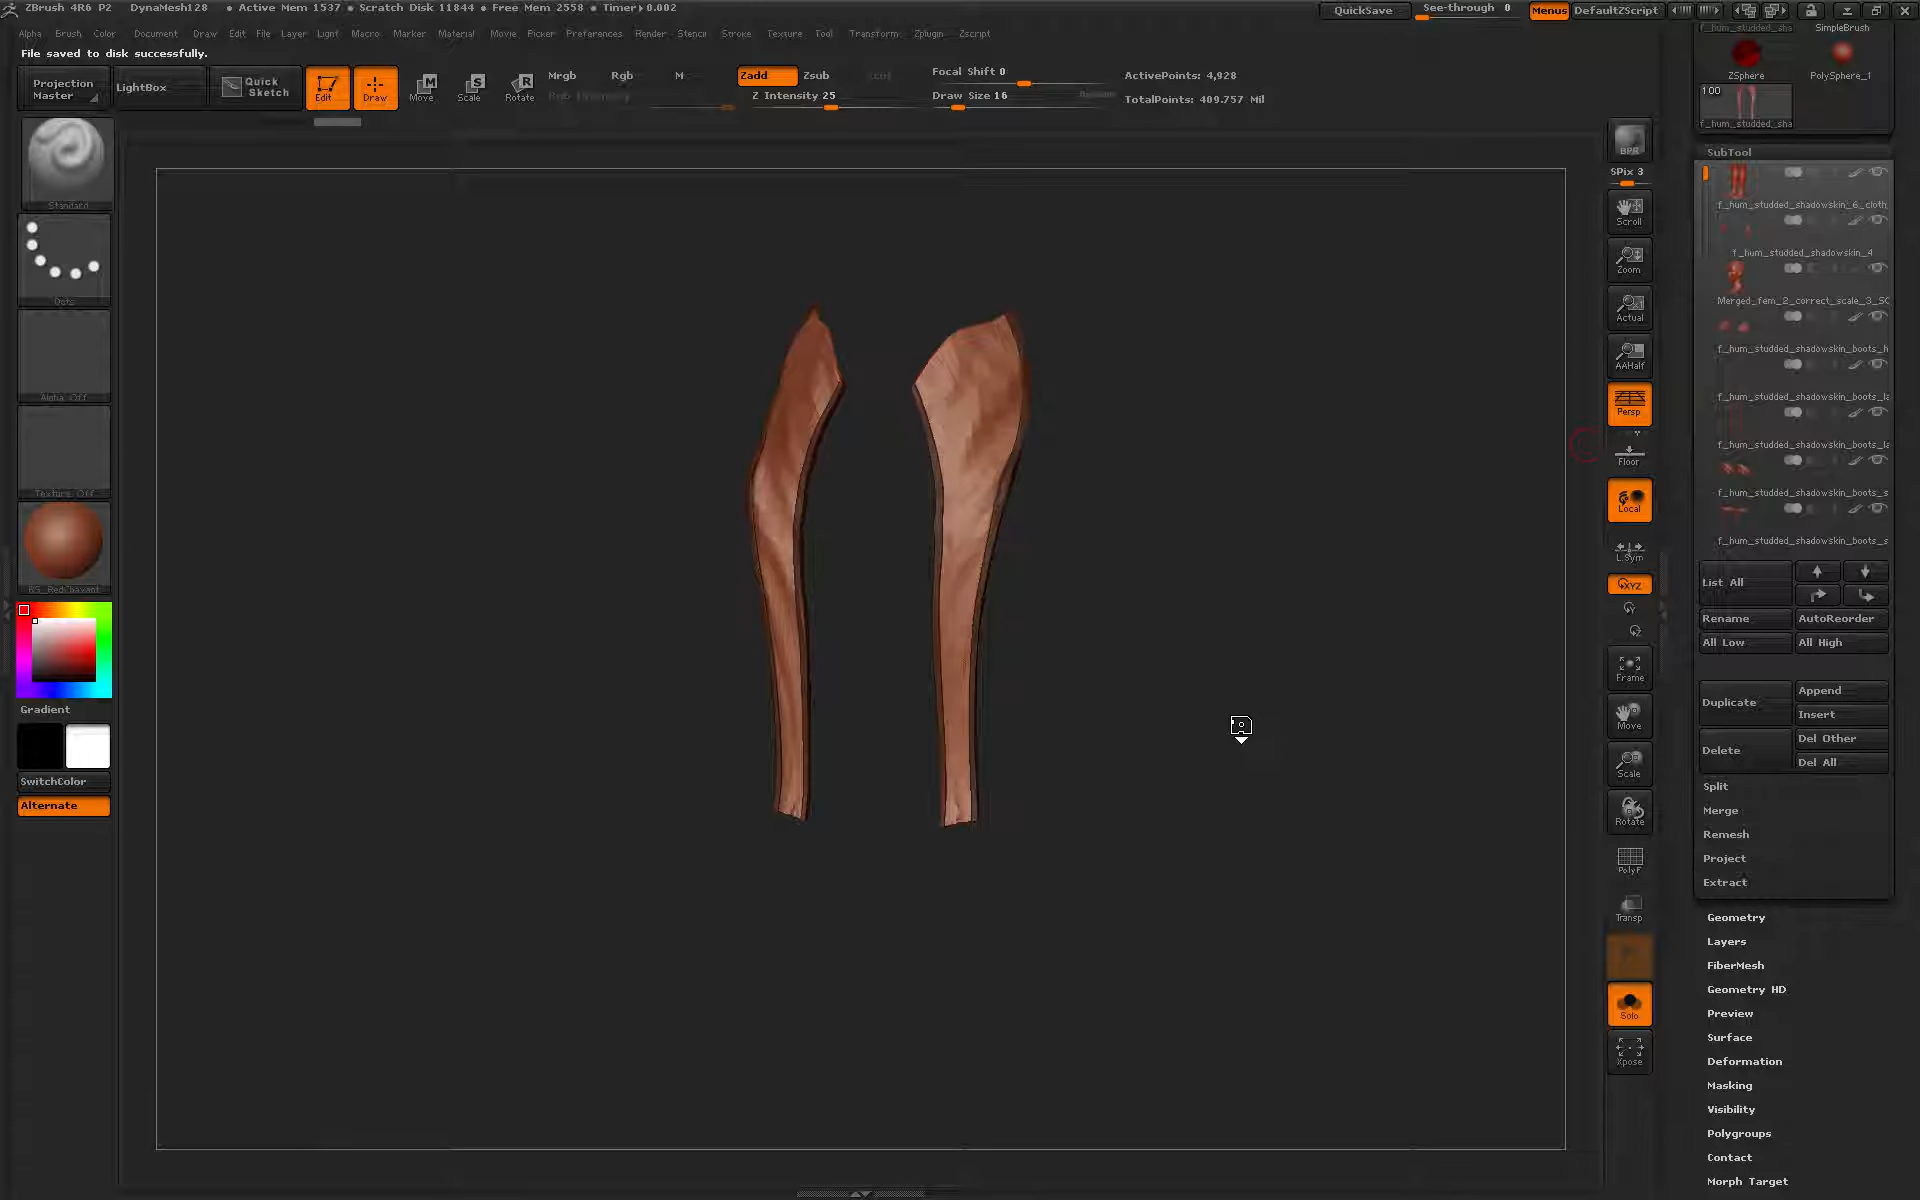 ZBrush 4R6 P2 DynaMesh128 • Active Mem 1537 • Scratch Disk 11844 • Free Mem 2558 • Timer▸0.002
QuickSave
See-through 0
Menus
DefaultZScript
Alpha Brush Color Document Draw Edit File Layer Light Macro Marker Material Movie Picker Preferences Render Stencil Stroke Texture Tool Transform Zplugin Zscript
File saved to disk successfully.
Projection Master
LightBox
Quick Sketch
Edit
Draw
Move
Scale
Rotate
Mrgb
Rgb
M
Rgb Intensity
Zadd
Zsub
Z Intensity 25
Focal Shift 0
Draw Size 16
ActivePoints: 4,928
TotalPoints: 409.757 Mil
Standard
Dots
Alpha Off
Texture Off
Gradient
SwitchColor
Alternate
BPR
SPix 3
Scroll
Zoom
Actual
AAHalf
Persp
Floor
Local
L.Sym
XYZ
Frame
Move
Scale
Rotate
PolyF
Transp
Solo
Xpose
f_hum_studded_sha
SimpleBrush
ZSphere
PolySphere_1
100
f_hum_studded_sha
SubTool
f_hum_studded_shadowskin_6_cloth
f_hum_studded_shadowskin_4
Merged_fem_2_correct_scale_3_SC
f_hum_studded_shadowskin_boots_h
f_hum_studded_shadowskin_boots_la
f_hum_studded_shadowskin_boots_la
f_hum_studded_shadowskin_boots_s
f_hum_studded_shadowskin_boots_s
List All
Rename
AutoReorder
All Low
All High
Duplicate
Append
Insert
Delete
Del Other
Del All
Split
Merge
Remesh
Project
Extract
Geometry
Layers
FiberMesh
Geometry HD
Preview
Surface
Deformation
Masking
Visibility
Polygroups
Contact
Morph Target